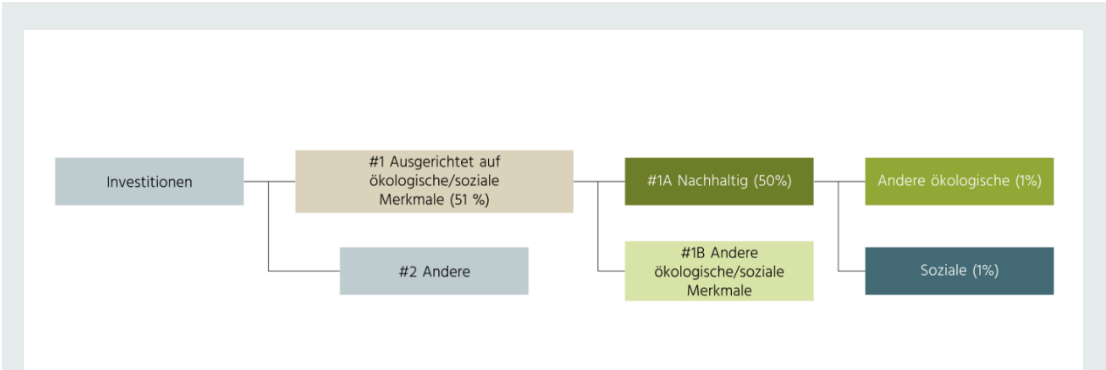 Investitionen
#1 Ausgerichtet auf
ökologische/soziale
Merkmale (51 %)
#1A Nachhaltig (50%)
Andere ökologische (1%)
#2 Andere
#1B Andere
ökologische/soziale
Merkmale
Soziale (1%)